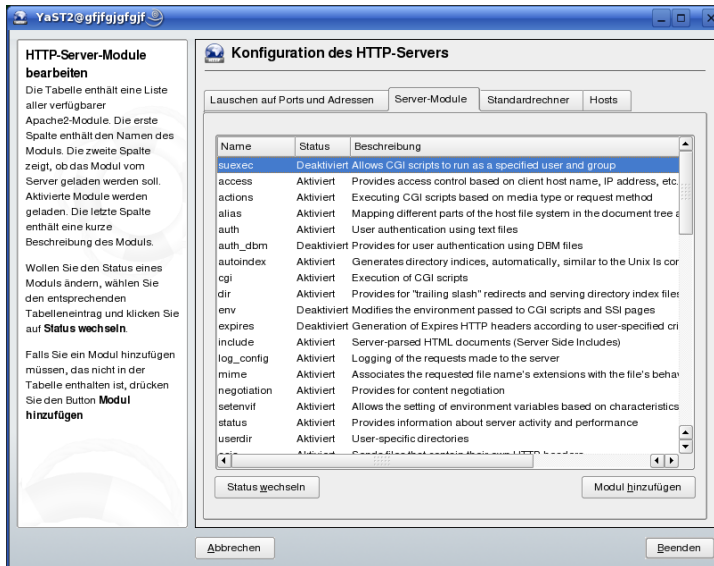 YaST2@gfjfgjgfgjf
HTTP-Server-Module
bearbeiten
Die Tabelle enthält eine Liste
aller verfügbarer
Apache2-Module. Die erste
Spalte enthält den Namen des
Moduls. Die zweite Spalte
zeigt, ob das Modul vom
Server geladen werden soll.
Aktivierte Module werden
geladen. Die letzte Spalte
enthält eine kurze
Beschreibung des Moduls.
Wollen Sie den Status eines
Moduls ändern, wählen Sie
den entsprechenden
Tabelleneintrag und klicken Sie
auf Status wechseln.
Falls Sie ein Modul hinzufügen
müssen, das nicht in der
Tabelle enthalten ist, drücken
Sie den Button Modul
hinzufügen
Konfiguration des HTTP-Servers
Lauschen auf Ports und Adressen Server-Module Standardrechner Hosts
Name Status Beschreibung
suexec Deaktiviert Allows CGI scripts to run as a specified user and group
access Aktiviert Provides access control based on client host name, IP address, etc.
actions Aktiviert Executing CGI scripts based on media type or request method
alias Aktiviert Mapping different parts of the host file system in the document tree a
auth Aktiviert User authentication using text files
auth_dbm Deaktiviert Provides for user authentication using DBM files
autoindex Aktiviert Generates directory indices, automatically, similar to the Unix ls cor
cgi Aktiviert Execution of CGI scripts
dir Aktiviert Provides for "trailing slash" redirects and serving directory index files
env Deaktiviert Modifies the environment passed to CGI scripts and SSI pages
expires Deaktiviert Generation of Expires HTTP headers according to user-specified cri
include Aktiviert Server-parsed HTML documents (Server Side Includes)
log_config Aktiviert Logging of the requests made to the server
mime Aktiviert Associates the requested file name's extensions with the file's behav
negotiation Aktiviert Provides for content negotiation
setenvif Aktiviert Allows the setting of environment variables based on characteristics
status Aktiviert Provides information about server activity and performance
userdir Aktiviert User-specific directories
Aktiviert Sends files that contain their own HTTP headers
Status wechseln Modul hinzufügen
Abbrechen Beenden